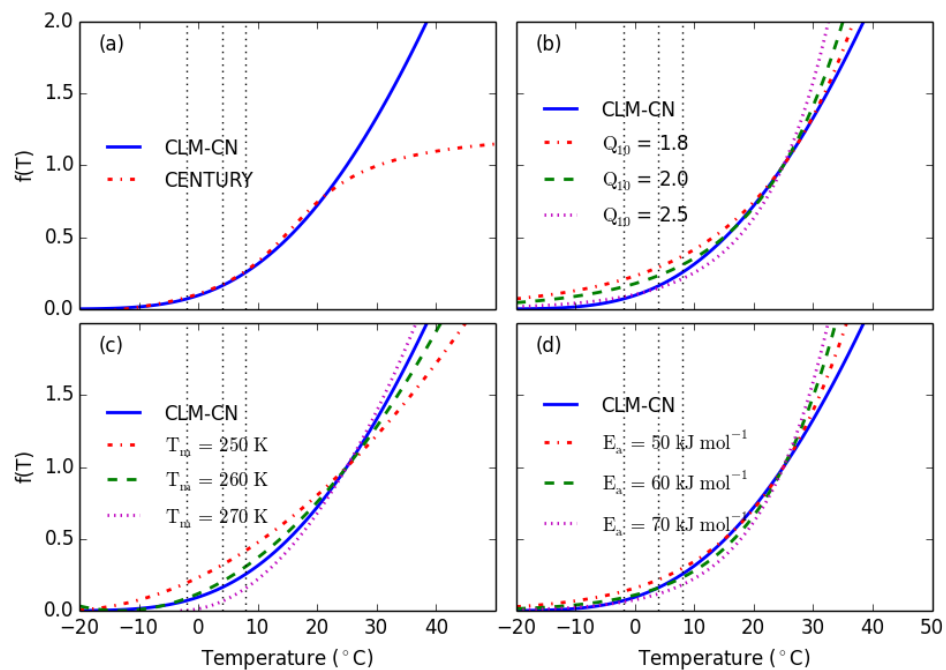 (a)
2.0
1.5
1.0
0.5
0.0
f(T)
CLM-CN
CENTURY
(b)
CLM-CN
Q10 = 1.8
Q10 = 2.0
Q10 = 2.5
(c)
1.5
1.0
0.5
0.0
f(T)
CLM-CN
Tm = 250 K
Tm = 260 K
Tm = 270 K
−20 −10 0 10 20 30 40
Temperature (°C)
(d)
CLM-CN
Ea = 50 kJ mol⁻¹
Ea = 60 kJ mol⁻¹
Ea = 70 kJ mol⁻¹
−20 −10 0 10 20 30 40 50
Temperature (°C)